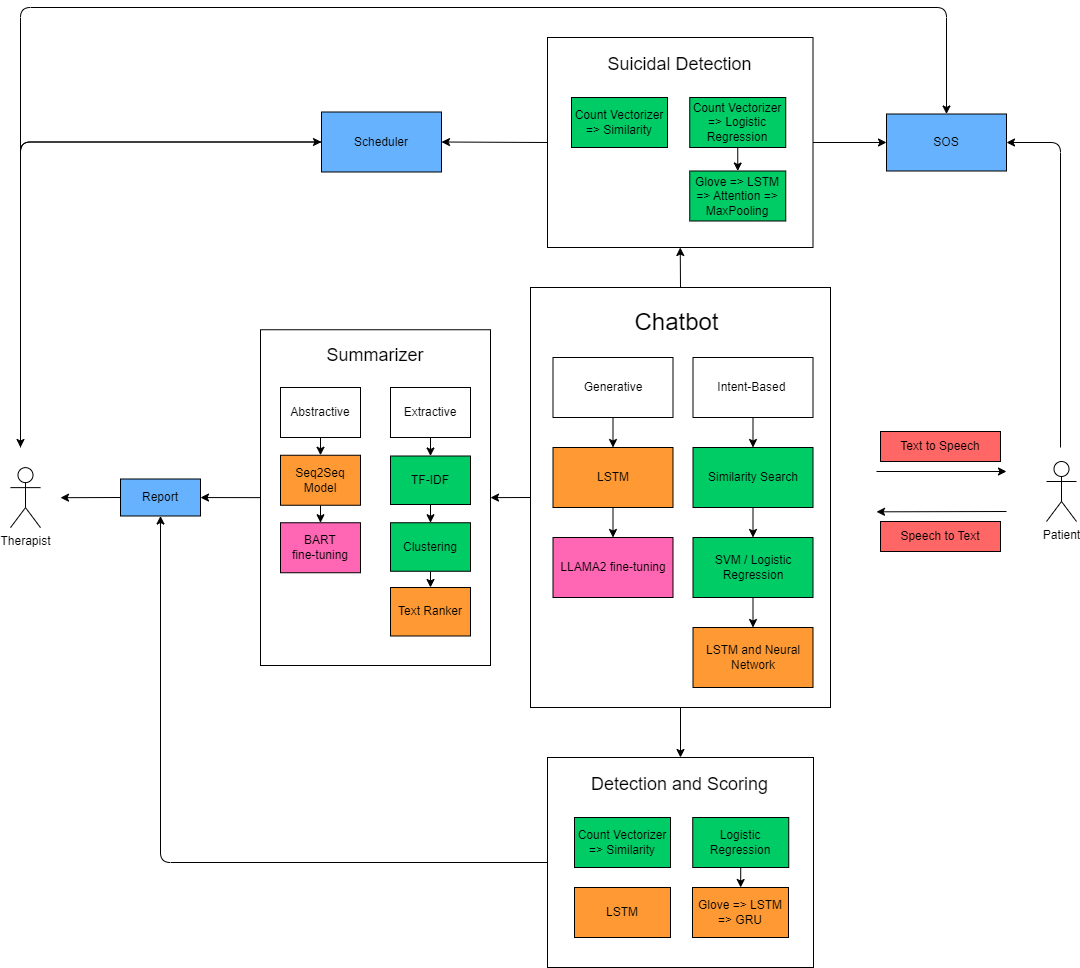 Suicidal Detection
Count Vectorizer
=> Similarity
Count Vectorizer
=> Logistic
Regression
Glove => LSTM
=> Attention =>
MaxPooling
Scheduler
SOS
Chatbot
Generative
Intent-Based
LSTM
Similarity Search
LLAMA2 fine-tuning
SVM / Logistic
Regression
LSTM and Neural
Network
Summarizer
Abstractive
Extractive
Seq2Seq
Model
TF-IDF
BART
fine-tuning
Clustering
Text Ranker
Report
Therapist
Text to Speech
Speech to Text
Patient
Detection and Scoring
Count Vectorizer
=> Similarity
Logistic
Regression
LSTM
Glove => LSTM
=> GRU